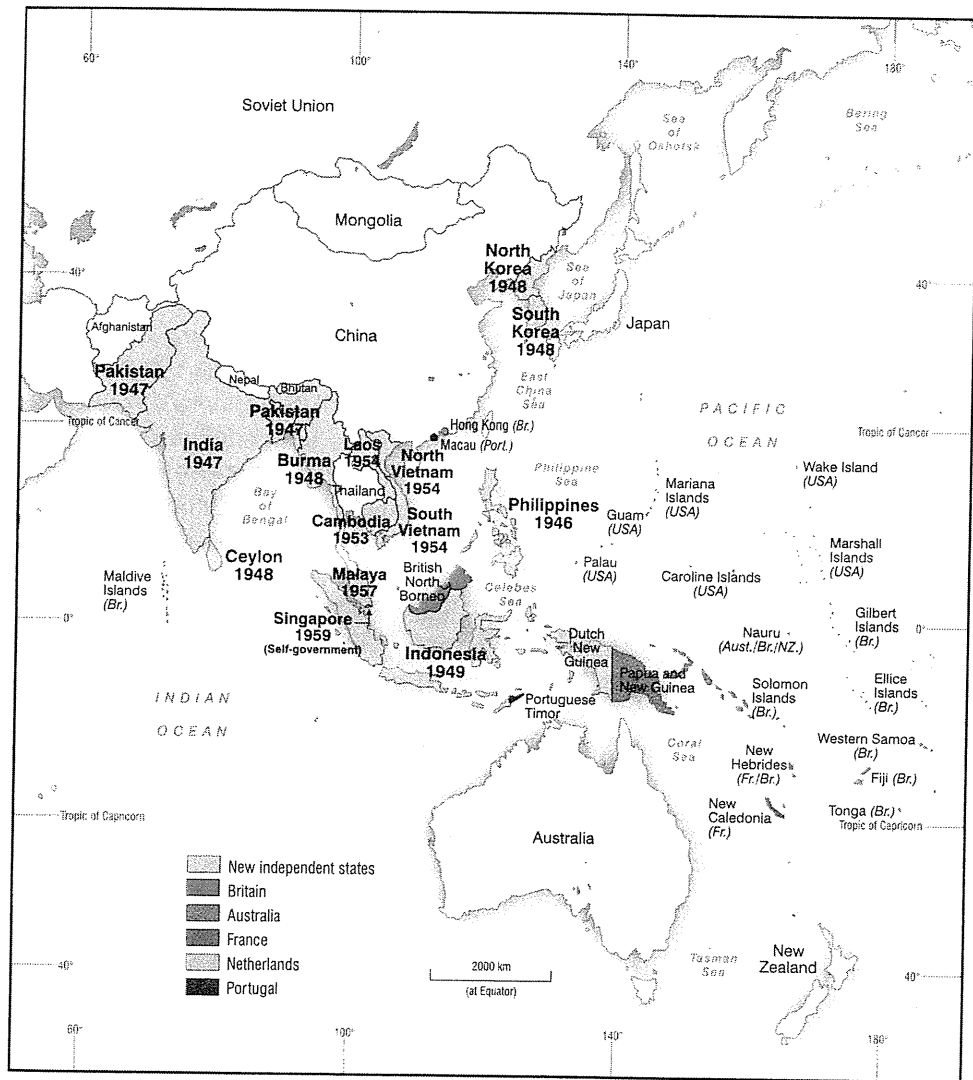 60°
100°
140°
180°
Soviet Union
Sea
of
Oshotsk
Bering
Sea
Mongolia
40°
North
Korea
1948
Sea
of
Japan
40°
Afghanistan
China
South
Korea
1948
Japan
Pakistan
1947
Nepal
Bhutan
East
China
Sea
Pakistan
1947
PACIFIC
OCEAN
Tropic of Cancer
Hong Kong (Br.)
Macau (Port.)
Tropic of Cancer
India
1947
Laos
1954
North
Vietnam
1954
Burma
1948
Philippine
Sea
Wake Island
(USA)
Mariana
Islands
(USA)
Thailand
Bay
of
Bengal
Philippines
1946
Guam
(USA)
Cambodia
1953
South
Vietnam
1954
Marshall
Islands
(USA)
Ceylon
1948
Palau
(USA)
Caroline Islands
(USA)
Maldive
Islands
(Br.)
Malaya
1957
British
North
Borneo
Celebes
Sea
Gilbert
Islands
(Br.)
0°
Singapore
1959
(Self-government)
0°
Nauru
(Aust./Br./NZ.)
Dutch
New
Guinea
Indonesia
1949
Papua and
New Guinea
Solomon
Islands
(Br.)
Ellice
Islands
(Br.)
INDIAN
OCEAN
Portuguese
Timor
Coral
Sea
Western Samoa
(Br.)
New
Hebrides
(Fr./Br.)
Fiji (Br.)
New
Caledonia
(Fr.)
Tonga (Br.)
Tropic of Capricorn
Tropic of Capricorn
Australia
New independent states
Britain
Australia
France
Netherlands
Portugal
2000 km
(at Equator)
Tasman
Sea
New
Zealand
40°
40°
60°
100°
140°
180°